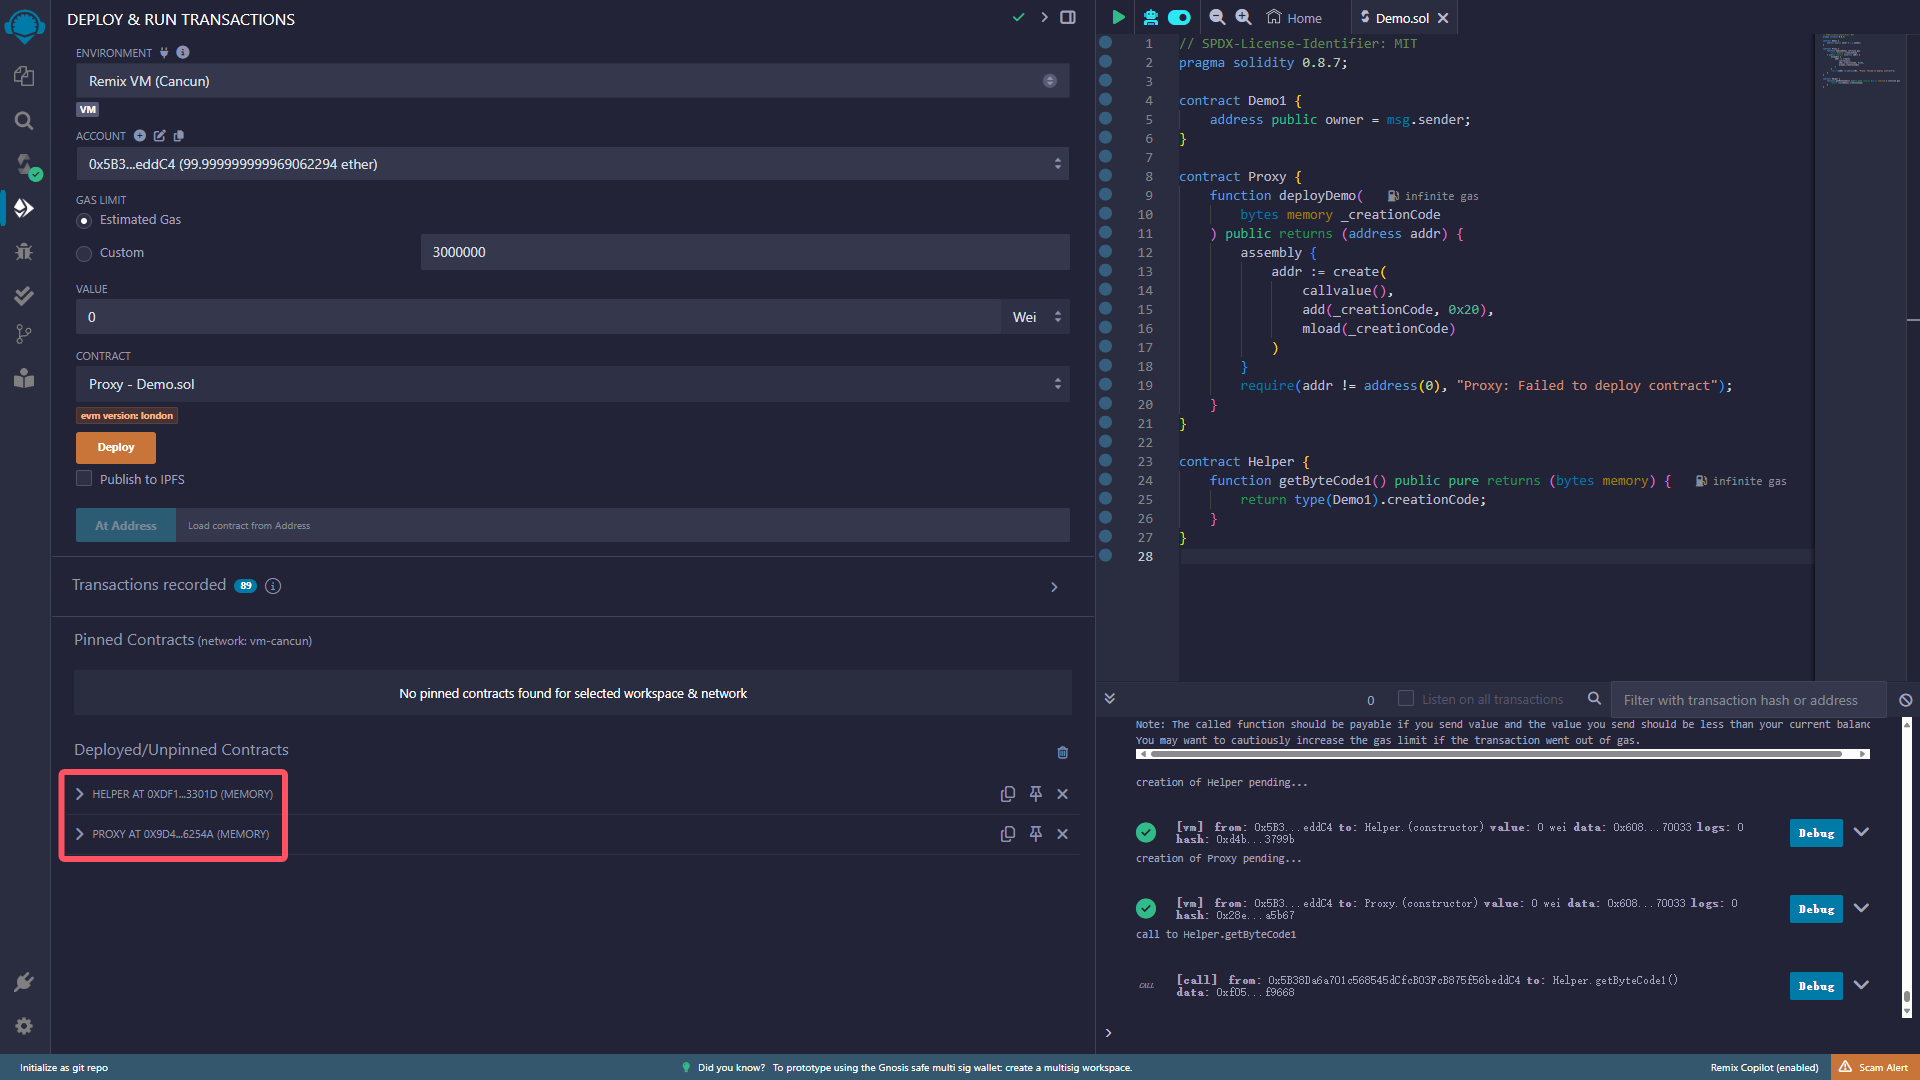 DEPLOY & RUN TRANSACTIONS
ENVIRONMENT
Remix VM (Cancun)
VM
ACCOUNT
0x5B3...eddC4 (99.999999999969062294 ether)
GAS LIMIT
Estimated Gas
Custom
3000000
VALUE
0
Wei
CONTRACT
Proxy - Demo.sol
evm version: london
Deploy
Publish to IPFS
At Address
Load contract from Address
Transactions recorded 89
Pinned Contracts (network: vm-cancun)
No pinned contracts found for selected workspace & network
Deployed/Unpinned Contracts
HELPER AT 0XDF1...3301D (MEMORY)
PROXY AT 0X9D4...6254A (MEMORY)
Home
Demo.sol
1 // SPDX-License-Identifier: MIT
2 pragma solidity 0.8.7;
3
4 contract Demo1 {
5 address public owner = msg.sender;
6 }
7
8 contract Proxy {
9 function deployDemo( infinite gas
10 bytes memory _creationCode
11 ) public returns (address addr) {
12 assembly {
13 addr := create(
14 callvalue(),
15 add(_creationCode, 0x20),
16 mload(_creationCode)
17 )
18 }
19 require(addr != address(0), "Proxy: Failed to deploy contract");
20 }
21 }
22
23 contract Helper {
24 function getByteCode1() public pure returns (bytes memory) { infinite gas
25 return type(Demo1).creationCode;
26 }
27 }
28
0
Listen on all transactions
Filter with transaction hash or address
Note: The called function should be payable if you send value and the value you send should be less than your current balanc
You may want to cautiously increase the gas limit if the transaction went out of gas.
creation of Helper pending...
[vm] from: 0x5B3...eddC4 to: Helper.(constructor) value: 0 wei data: 0x608...70033 logs: 0
hash: 0xd4b...3799b
Debug
creation of Proxy pending...
[vm] from: 0x5B3...eddC4 to: Proxy.(constructor) value: 0 wei data: 0x608...70033 logs: 0
hash: 0x28e...a5b67
Debug
call to Helper.getByteCode1
CALL
[call] from: 0x5B38Da6a701c568545dCfcB03FcB875f56beddC4 to: Helper.getByteCode1()
data: 0xf05...f9668
Debug
>
Initialize as git repo
Did you know? To prototype using the Gnosis safe multi sig wallet: create a multisig workspace.
Remix Copilot (enabled)
Scam Alert